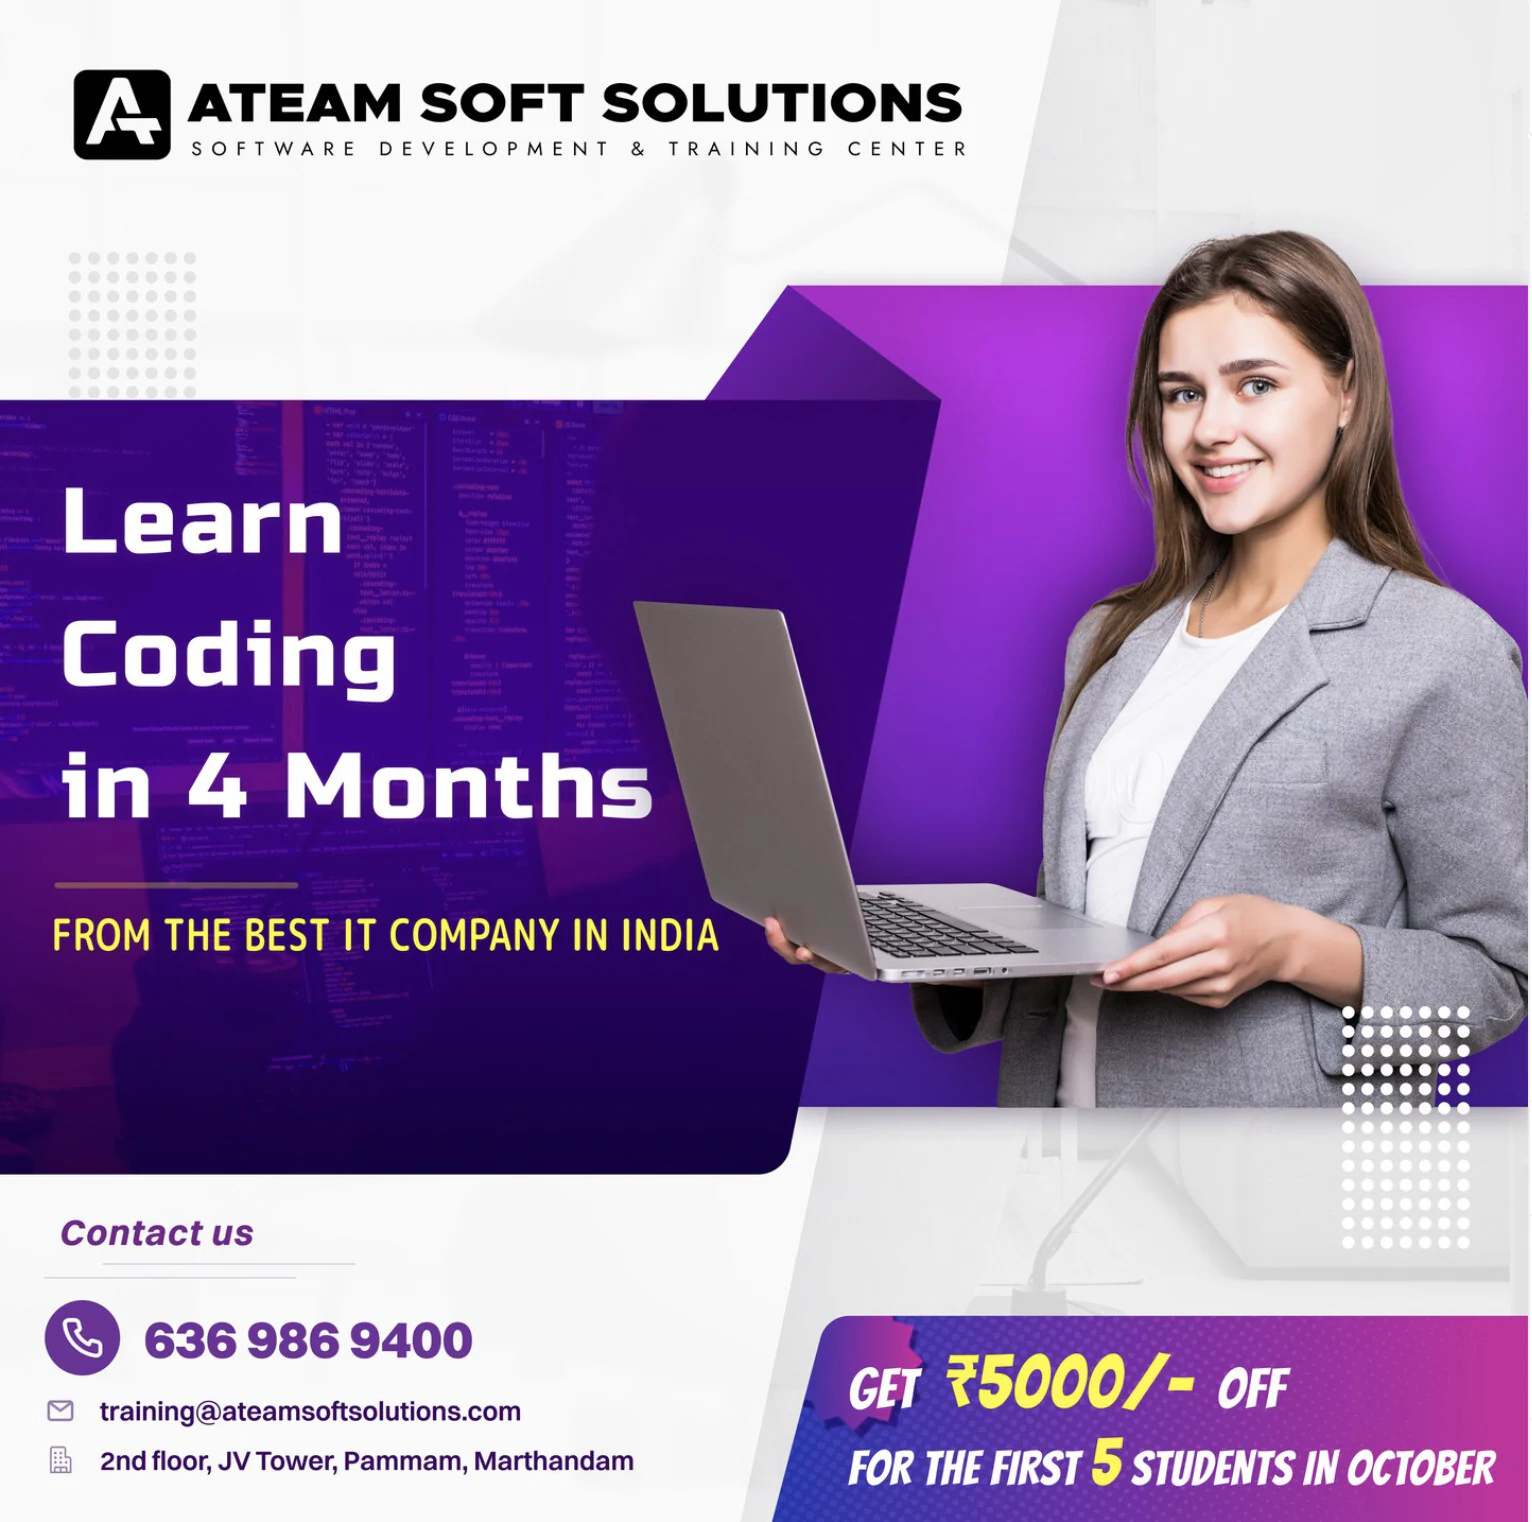 ATEAM SOFT SOLUTIONS
SOFTWARE DEVELOPMENT & TRAINING CENTER
Learn
Coding
in 4 Months
FROM THE BEST IT COMPANY IN INDIA
Contact us
636 986 9400
training@ateamsoftsolutions.com
2nd floor, JV Tower, Pammam, Marthandam
GET ₹5000/- OFF
FOR THE FIRST 5 STUDENTS IN OCTOBER